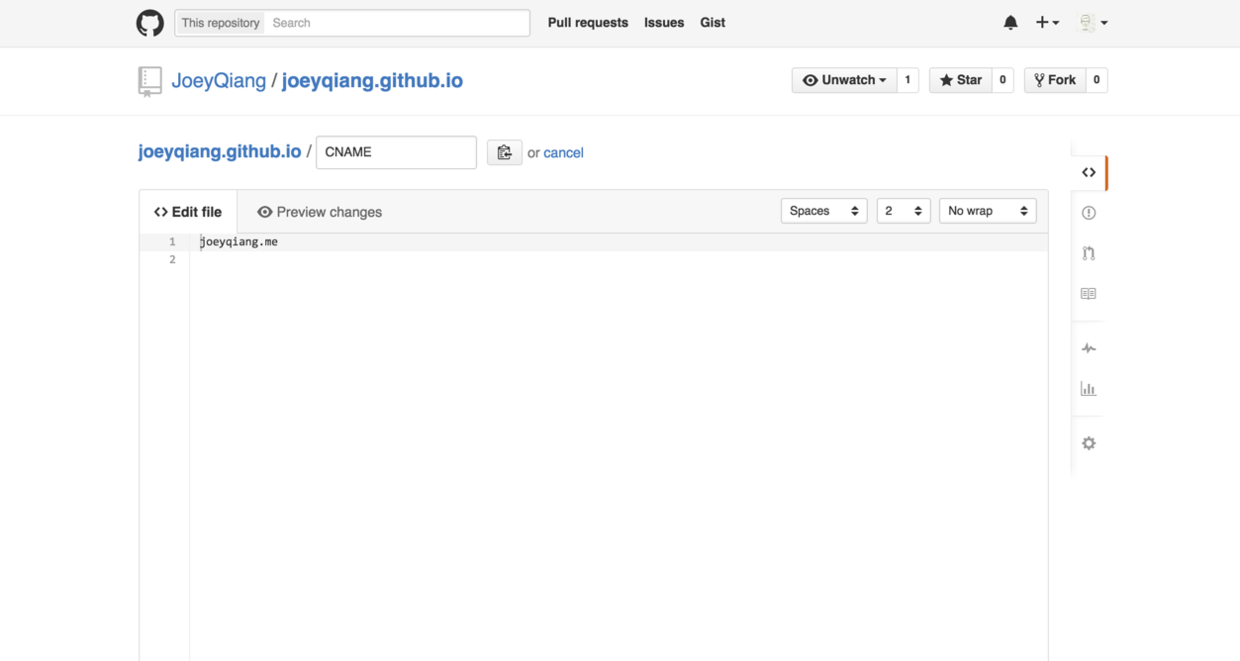 This repository Search Pull requests Issues Gist
JoeyQiang / joeyqiang.github.io Unwatch 1 Star 0 Fork 0
joeyqiang.github.io / CNAME or cancel
Edit file Preview changes Spaces 2 No wrap
1 joeyqiang.me
2